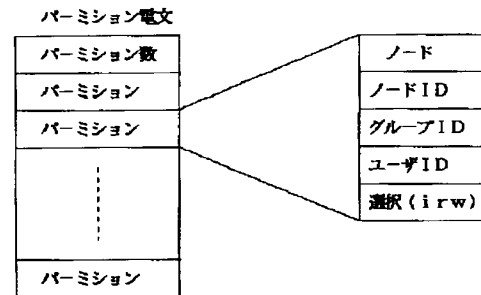 パーミション電文
パーミション数
パーミション
パーミション
パーミション
ノード
ノードID
グループID
ユーザID
選択(irw)